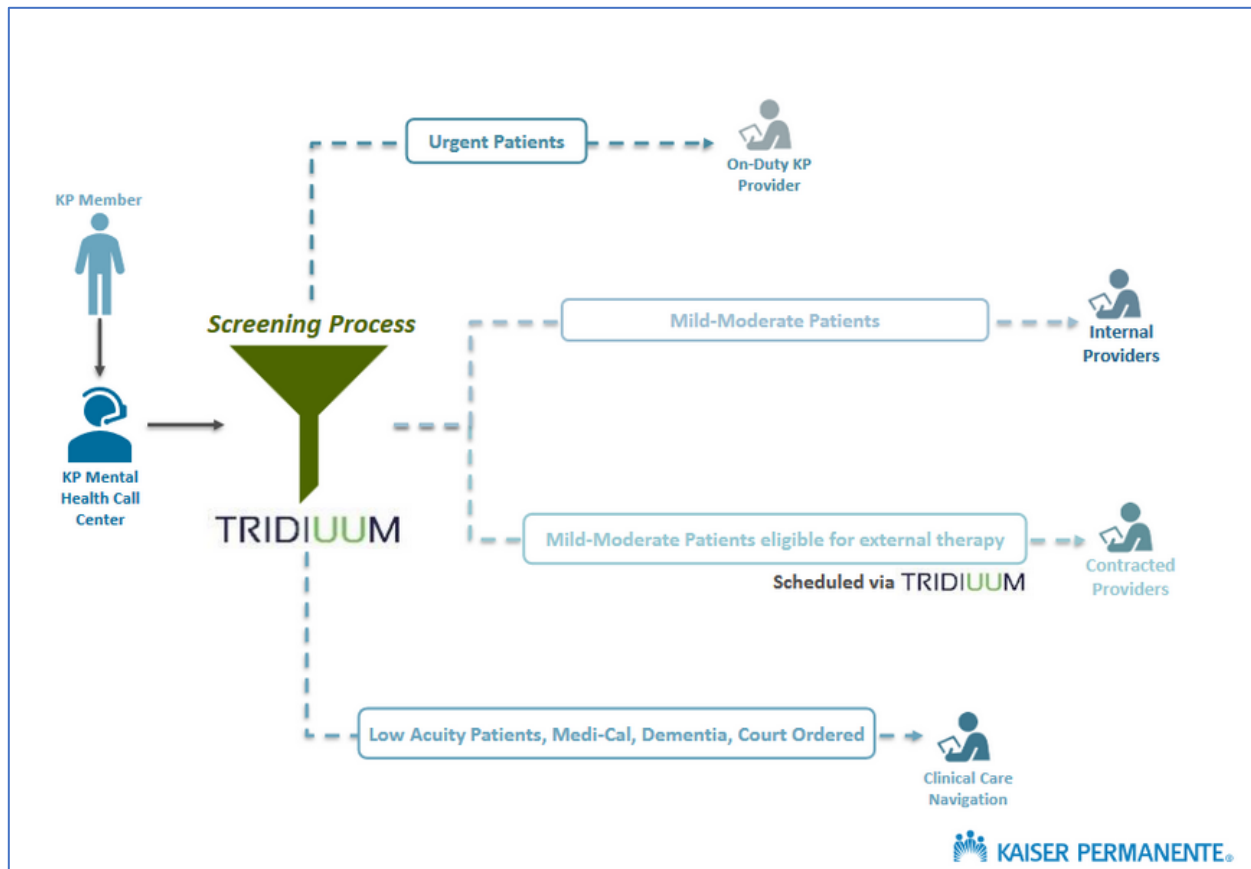 Urgent Patients
On-Duty KP
Provider
KP Member
Screening Process
Mild-Moderate Patients
Internal
Providers
KP Mental
Health Call
Center
TRIDIUUM
Mild-Moderate Patients eligible for external therapy
Scheduled via TRIDIUUM
Contracted
Providers
Low Acuity Patients, Medi-Cal, Dementia, Court Ordered
Clinical Care
Navigation
KAISER PERMANENTE®